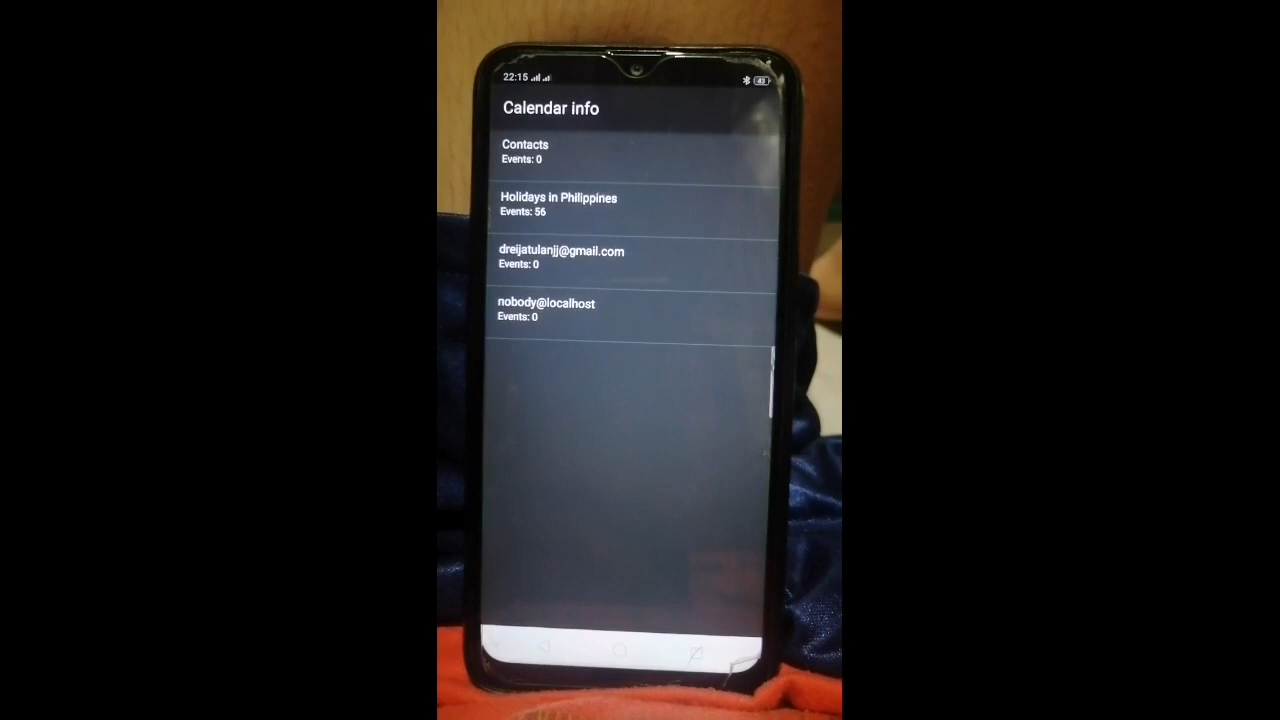 22:15
43
Calendar info
Contacts
Events: 0
Holidays in Philippines
Events: 56
dreijatulanjj@gmail.com
Events: 0
nobody@localhost
Events: 0